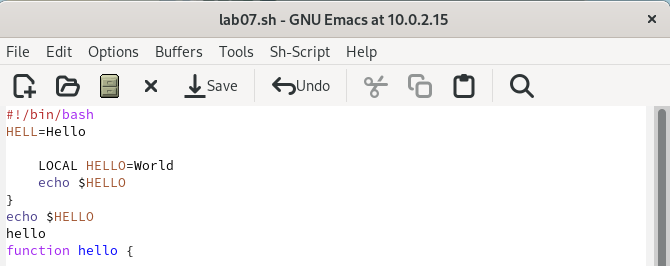 lab07.sh - GNU Emacs at 10.0.2.15
File Edit Options Buffers Tools Sh-Script Help
Save Undo
#!/bin/bash
HELL=Hello
LOCAL HELLO=World
echo $HELLO
}
echo $HELLO
hello
function hello {